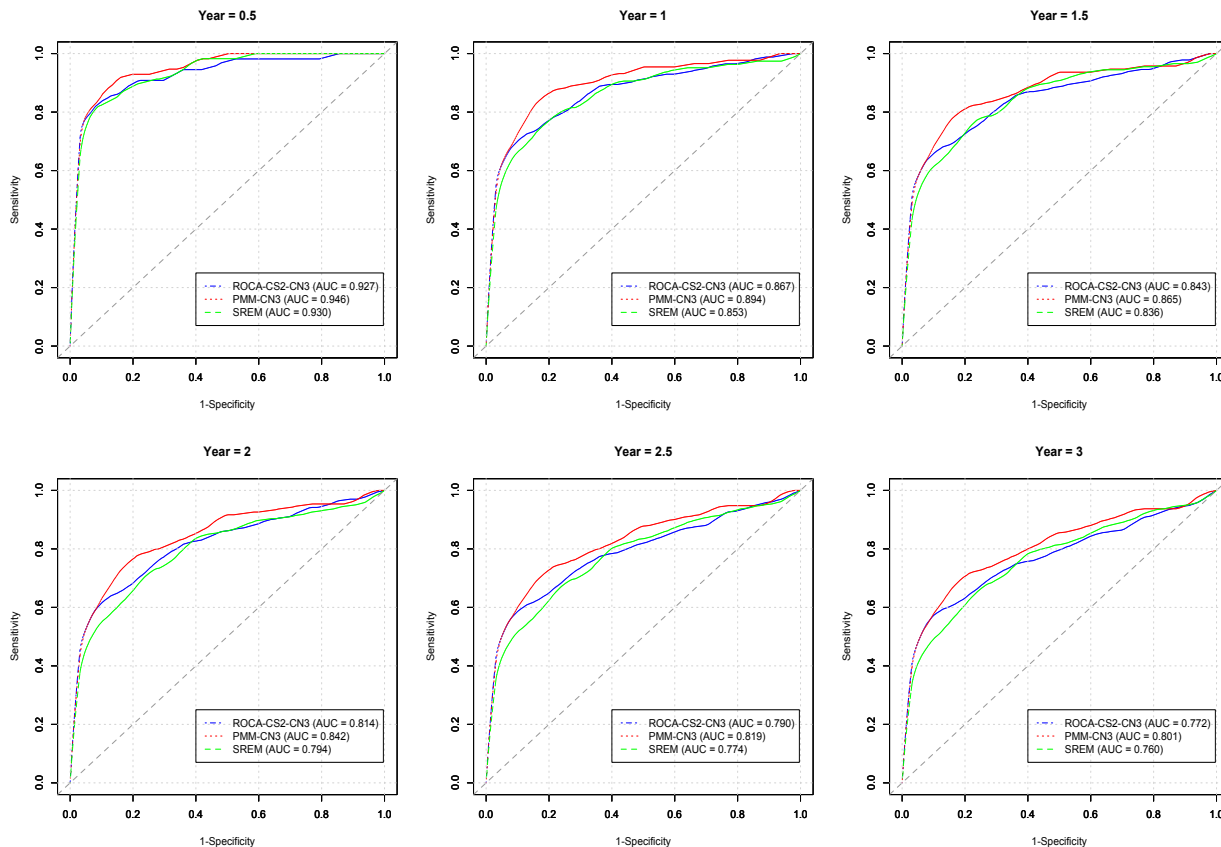 Year = 0.5
1.0
0.8
0.6
0.4
0.2
0.0
Sensitivity
ROCA-CS2-CN3 (AUC = 0.927)
PMM-CN3 (AUC = 0.946)
SREM (AUC = 0.930)
0.0 0.2 0.4 0.6 0.8 1.0
1-Specificity
Year = 1
1.0
0.8
0.6
0.4
0.2
0.0
Sensitivity
ROCA-CS2-CN3 (AUC = 0.867)
PMM-CN3 (AUC = 0.894)
SREM (AUC = 0.853)
0.0 0.2 0.4 0.6 0.8 1.0
1-Specificity
Year = 1.5
1.0
0.8
0.6
0.4
0.2
0.0
Sensitivity
ROCA-CS2-CN3 (AUC = 0.843)
PMM-CN3 (AUC = 0.865)
SREM (AUC = 0.836)
0.0 0.2 0.4 0.6 0.8 1.0
1-Specificity
Year = 2
1.0
0.8
0.6
0.4
0.2
0.0
Sensitivity
ROCA-CS2-CN3 (AUC = 0.814)
PMM-CN3 (AUC = 0.842)
SREM (AUC = 0.794)
0.0 0.2 0.4 0.6 0.8 1.0
1-Specificity
Year = 2.5
1.0
0.8
0.6
0.4
0.2
0.0
Sensitivity
ROCA-CS2-CN3 (AUC = 0.790)
PMM-CN3 (AUC = 0.819)
SREM (AUC = 0.774)
0.0 0.2 0.4 0.6 0.8 1.0
1-Specificity
Year = 3
1.0
0.8
0.6
0.4
0.2
0.0
Sensitivity
ROCA-CS2-CN3 (AUC = 0.772)
PMM-CN3 (AUC = 0.801)
SREM (AUC = 0.760)
0.0 0.2 0.4 0.6 0.8 1.0
1-Specificity